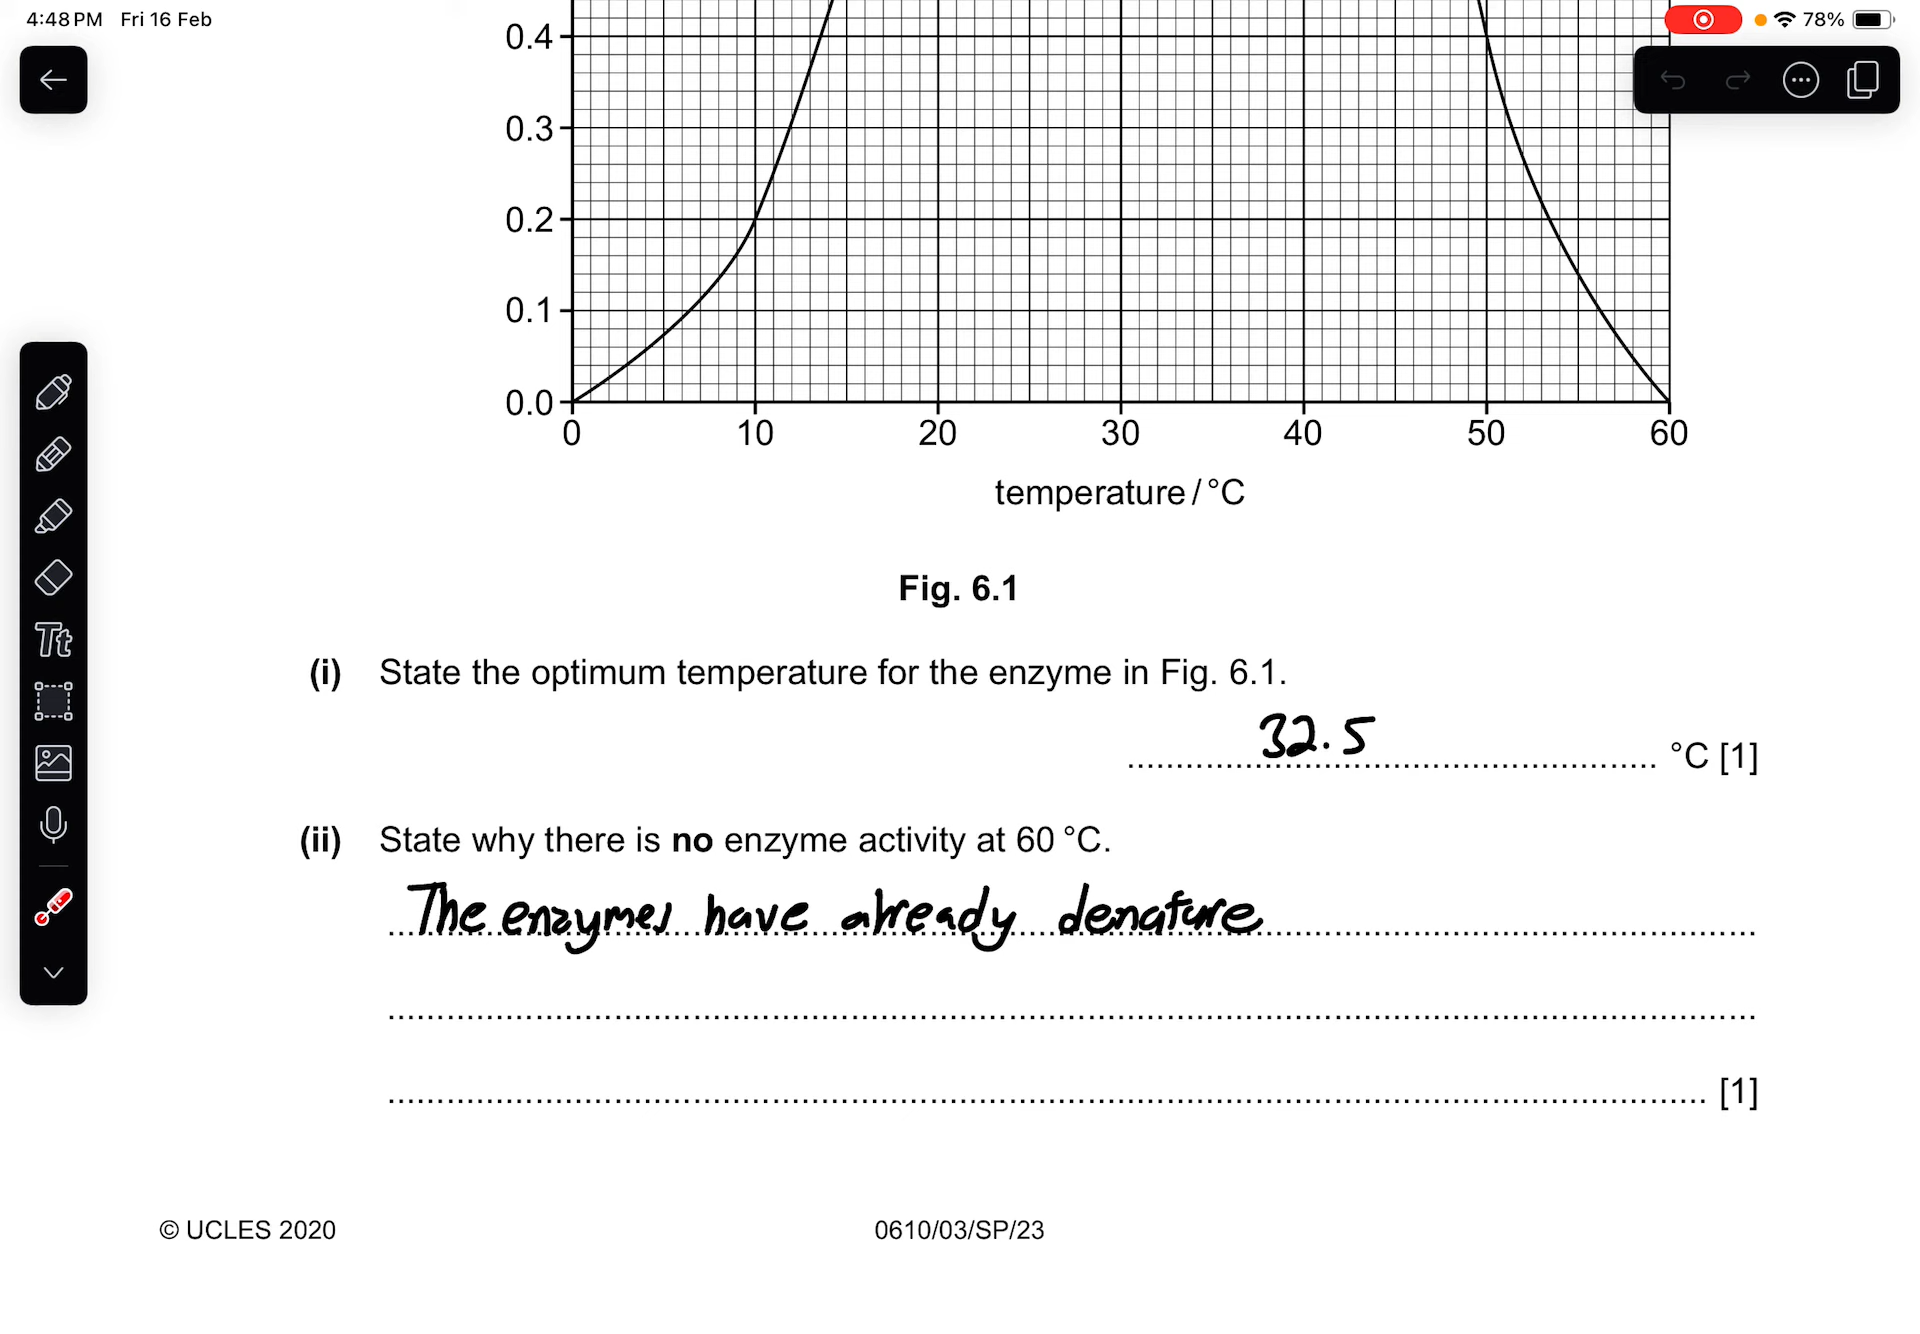 4:48 PM Fri 16 Feb
78%
0.4
0.3
0.2
0.1
0.0
0 10 20 30 40 50 60
temperature / °C
Fig. 6.1
(i) State the optimum temperature for the enzyme in Fig. 6.1.
32.5 °C [1]
(ii) State why there is no enzyme activity at 60 °C.
The enzymes have already denature
[1]
© UCLES 2020 0610/03/SP/23
Tt